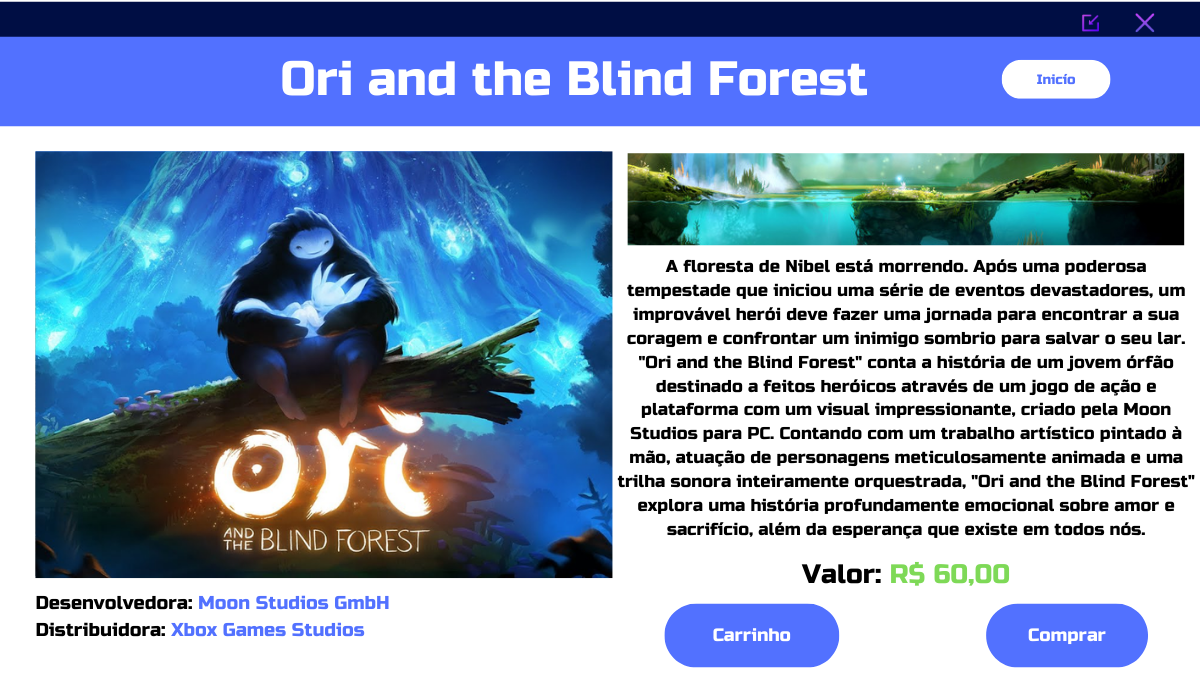 Ori and the Blind Forest
Inicío
ori
AND THE BLIND FOREST
A floresta de Nibel está morrendo. Após uma poderosa
tempestade que iniciou uma série de eventos devastadores, um
improvável herói deve fazer uma jornada para encontrar a sua
coragem e confrontar um inimigo sombrio para salvar o seu lar.
"Ori and the Blind Forest" conta a história de um jovem órfão
destinado a feitos heróicos através de um jogo de ação e
plataforma com um visual impressionante, criado pela Moon
Studios para PC. Contando com um trabalho artístico pintado à
mão, atuação de personagens meticulosamente animada e uma
trilha sonora inteiramente orquestrada, "Ori and the Blind Forest"
explora uma história profundamente emocional sobre amor e
sacrifício, além da esperança que existe em todos nós.
Valor: R$ 60,00
Desenvolvedora: Moon Studios GmbH
Distribuidora: Xbox Games Studios
Carrinho
Comprar